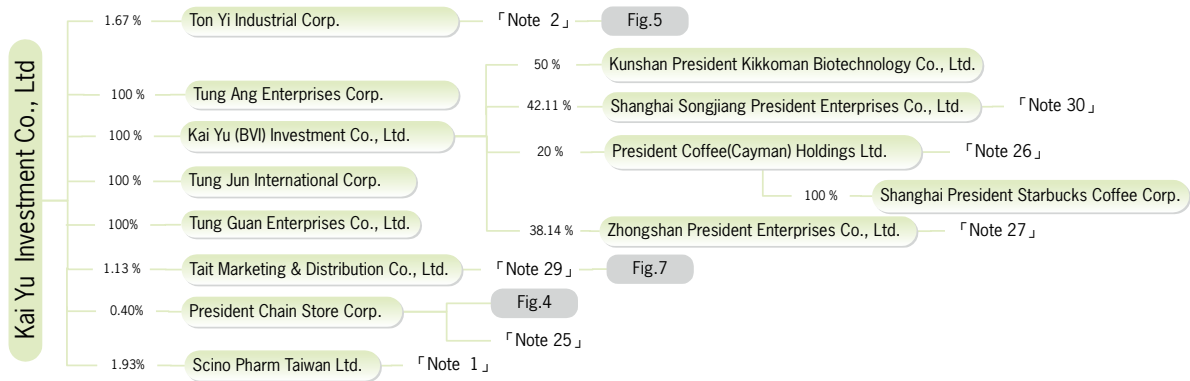 Kai Yu Investment Co., Ltd
1.67 % Ton Yi Industrial Corp. 「Note 2」 Fig.5
50 % Kunshan President Kikkoman Biotechnology Co., Ltd.
100 % Tung Ang Enterprises Corp.
42.11 % Shanghai Songjiang President Enterprises Co., Ltd. 「Note 30」
100 % Kai Yu (BVI) Investment Co., Ltd.
20 % President Coffee(Cayman) Holdings Ltd. 「Note 26」
100 % Tung Jun International Corp.
100 % Shanghai President Starbucks Coffee Corp.
100% Tung Guan Enterprises Co., Ltd.
38.14 % Zhongshan President Enterprises Co., Ltd. 「Note 27」
1.13 % Tait Marketing & Distribution Co., Ltd. 「Note 29」 Fig.7
0.40% President Chain Store Corp. Fig.4
「Note 25」
1.93% Scino Pharm Taiwan Ltd. 「Note 1」